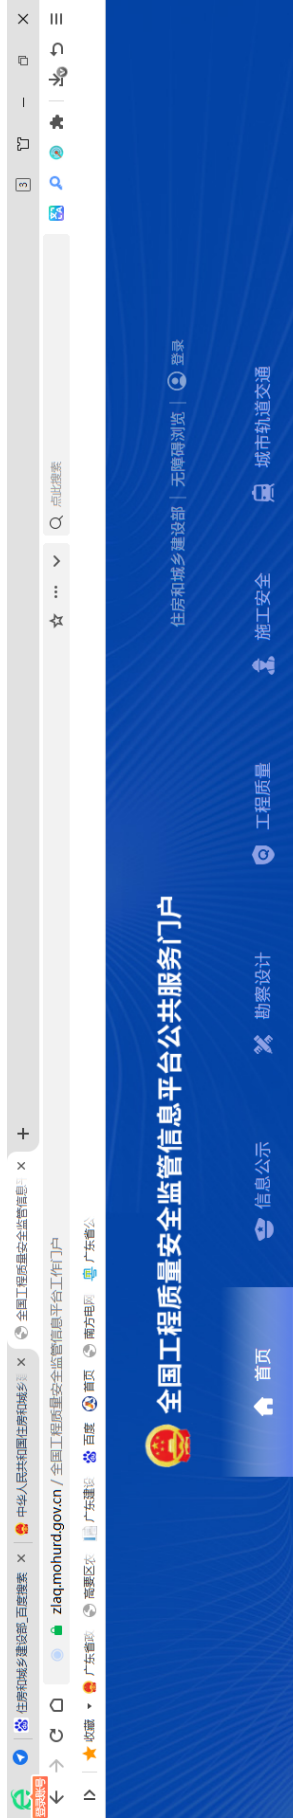 登录账号
住房和城乡建设部_百度搜索
中华人民共和国住房和城乡
全国工程质量安全监管信息
3
zlaq.mohurd.gov.cn / 全国工程质量安全监管信息平台工作门户
点此搜索
收藏 广东省政 高要区农 广东建设 百度 首页 南方电网 广东省公
住房和城乡建设部 | 无障碍浏览 | 登录
全国工程质量安全监管信息平台公共服务门户
首页 信息公示 勘察设计 工程质量 施工安全 城市轨道交通